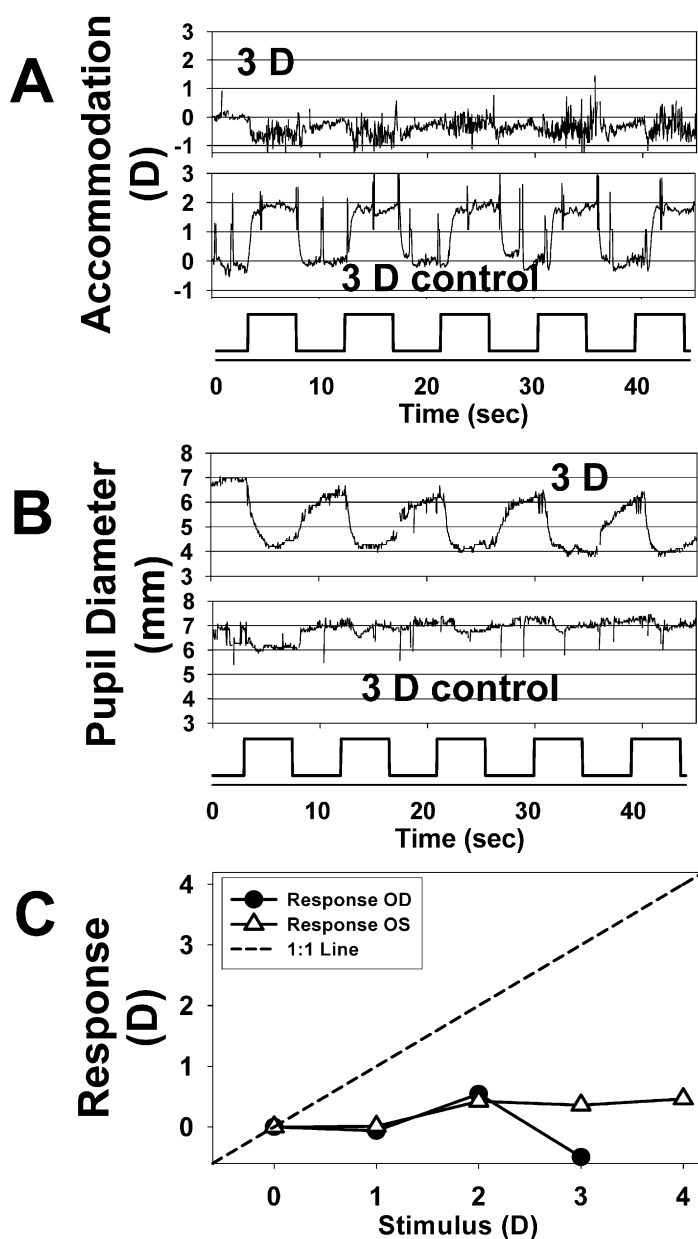 A
Accommodation
(D)
3
2
1
0
-1
3 D
3
2
1
0
-1
3 D control
0 10 20 30 40
Time (sec)
B
Pupil Diameter
(mm)
8
7
6
5
4
3
3 D
8
7
6
5
4
3
3 D control
0 10 20 30 40
Time (sec)
C
Response
(D)
4
3
2
1
0
Response OD
Response OS
1:1 Line
0 1 2 3 4
Stimulus (D)